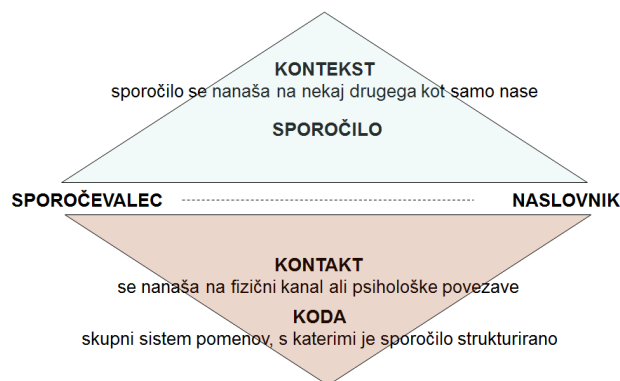 KONTEKST
sporočilo se nanaša na nekaj drugega kot samo nase
SPOROČILO
SPOROČEVALEC NASLOVNIK
KONTAKT
se nanaša na fizični kanal ali psihološke povezave
KODA
skupni sistem pomenov, s katerimi je sporočilo strukturirano